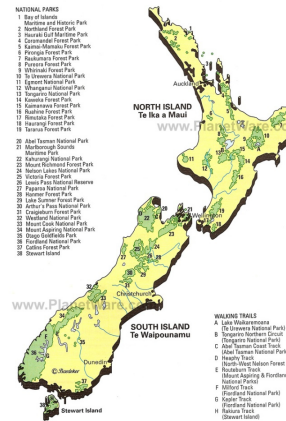 NATIONAL PARKS
1 Bay of Islands
Maritime and Historic Park
2 Northland Forest Park
3 Hauraki Gulf Maritime Park
4 Coromandel Forest Park
5 Kaimai-Mamaku Forest Park
6 Pirongia Forest Park
7 Raukumara Forest Park
8 Pureora Forest Park
9 Whirinaki Forest Park
10 Te Urewera National Park
11 Egmont National Park
12 Whanganui National Park
13 Tongariro National Park
14 Kaweka Forest Park
15 Kaimanawa Forest Park
16 Ruahine Forest Park
17 Rimutaka Forest Park
18 Haurangi Forest Park
19 Tararua Forest Park
20 Abel Tasman National Park
21 Marlborough Sounds
Maritime Park
22 Kahurangi National Park
23 Mount Richmond Forest Park
24 Nelson Lakes National Park
25 Victoria Forest Park
26 Lewis Pass National Reserve
27 Paparoa National Park
28 Hanmer Forest Park
29 Lake Sumner Forest Park
30 Arthur's Pass National Park
31 Craigieburn Forest Park
32 Westland National Park
33 Mount Cook National Park
34 Mount Aspiring National Park
35 Otago Goldfields Park
36 Fiordland National Park
37 Catlins Forest Park
38 Stewart Island
Auckland
NORTH ISLAND
Te Ika a Maui
www.PlanetWare.com
Wellington
Christchurch
www.PlanetWare.com
SOUTH ISLAND
Te Waipounamu
Dunedin
© Baedeker
Stewart Island
WALKING TRAILS
A Lake Waikaremoana
(Te Urewera National Park)
B Tongariro Northern Circuit
(Tongariro National Park)
C Abel Tasman Coast Track
(Abel Tasman National Park
D Heaphy Track
(North-West Nelson Forest
E Routeburn Track
(Mount Aspiring & Fiordland
National Parks)
F Milford Track
(Fiordland National Park)
G Kepler Track
(Fiordland National Park)
H Rakiura Track
(Stewart Island)